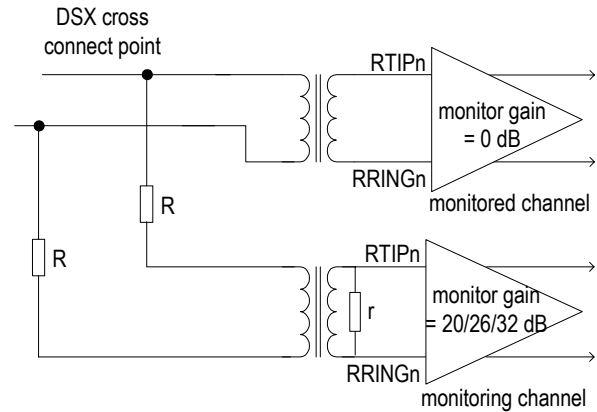 DSX cross
connect point
RTIPn
monitor gain
= 0 dB
RRINGn
monitored channel
R
R
RTIPn
monitor gain
= 20/26/32 dB
r
RRINGn
monitoring channel